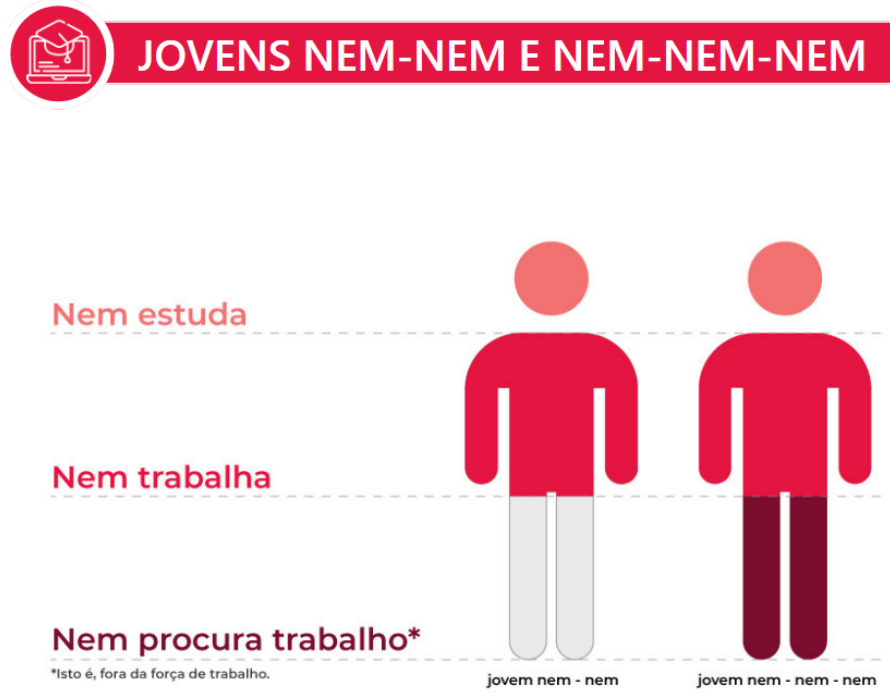 JOVENS NEM-NEM E NEM-NEM-NEM
Nem estuda
Nem trabalha
Nem procura trabalho*
*Isto é, fora da força de trabalho.
jovem nem - nem
jovem nem - nem - nem